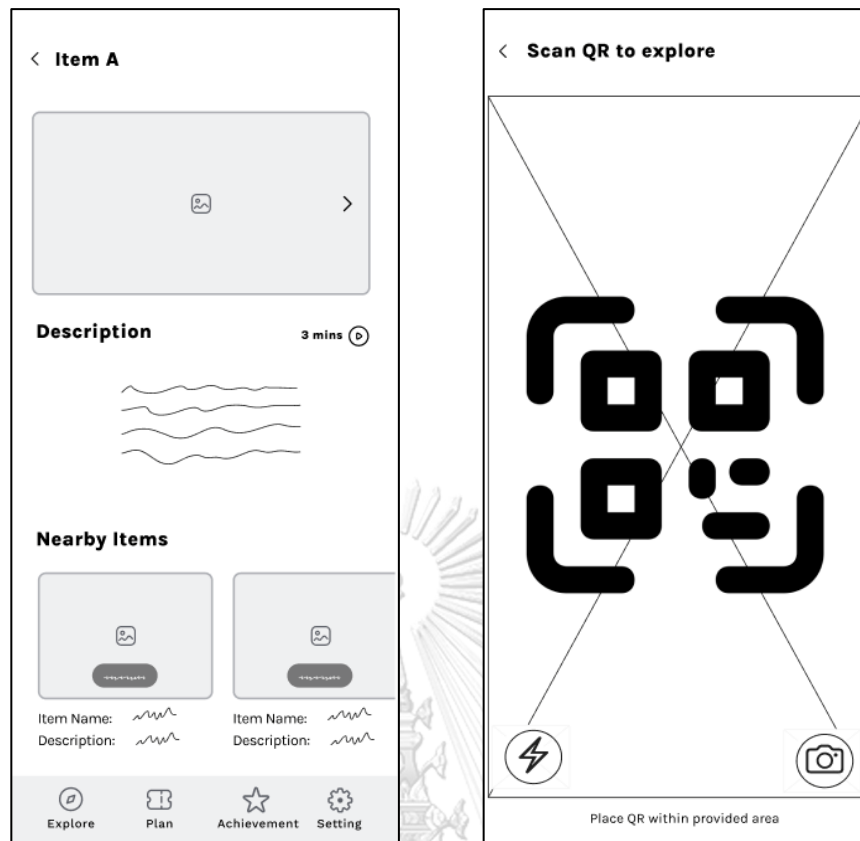 Item A
Description
3 mins
Nearby Items
Item Name:
Description:
Item Name:
Description:
Explore
Plan
Achievement
Setting
Scan QR to explore
Place QR within provided area